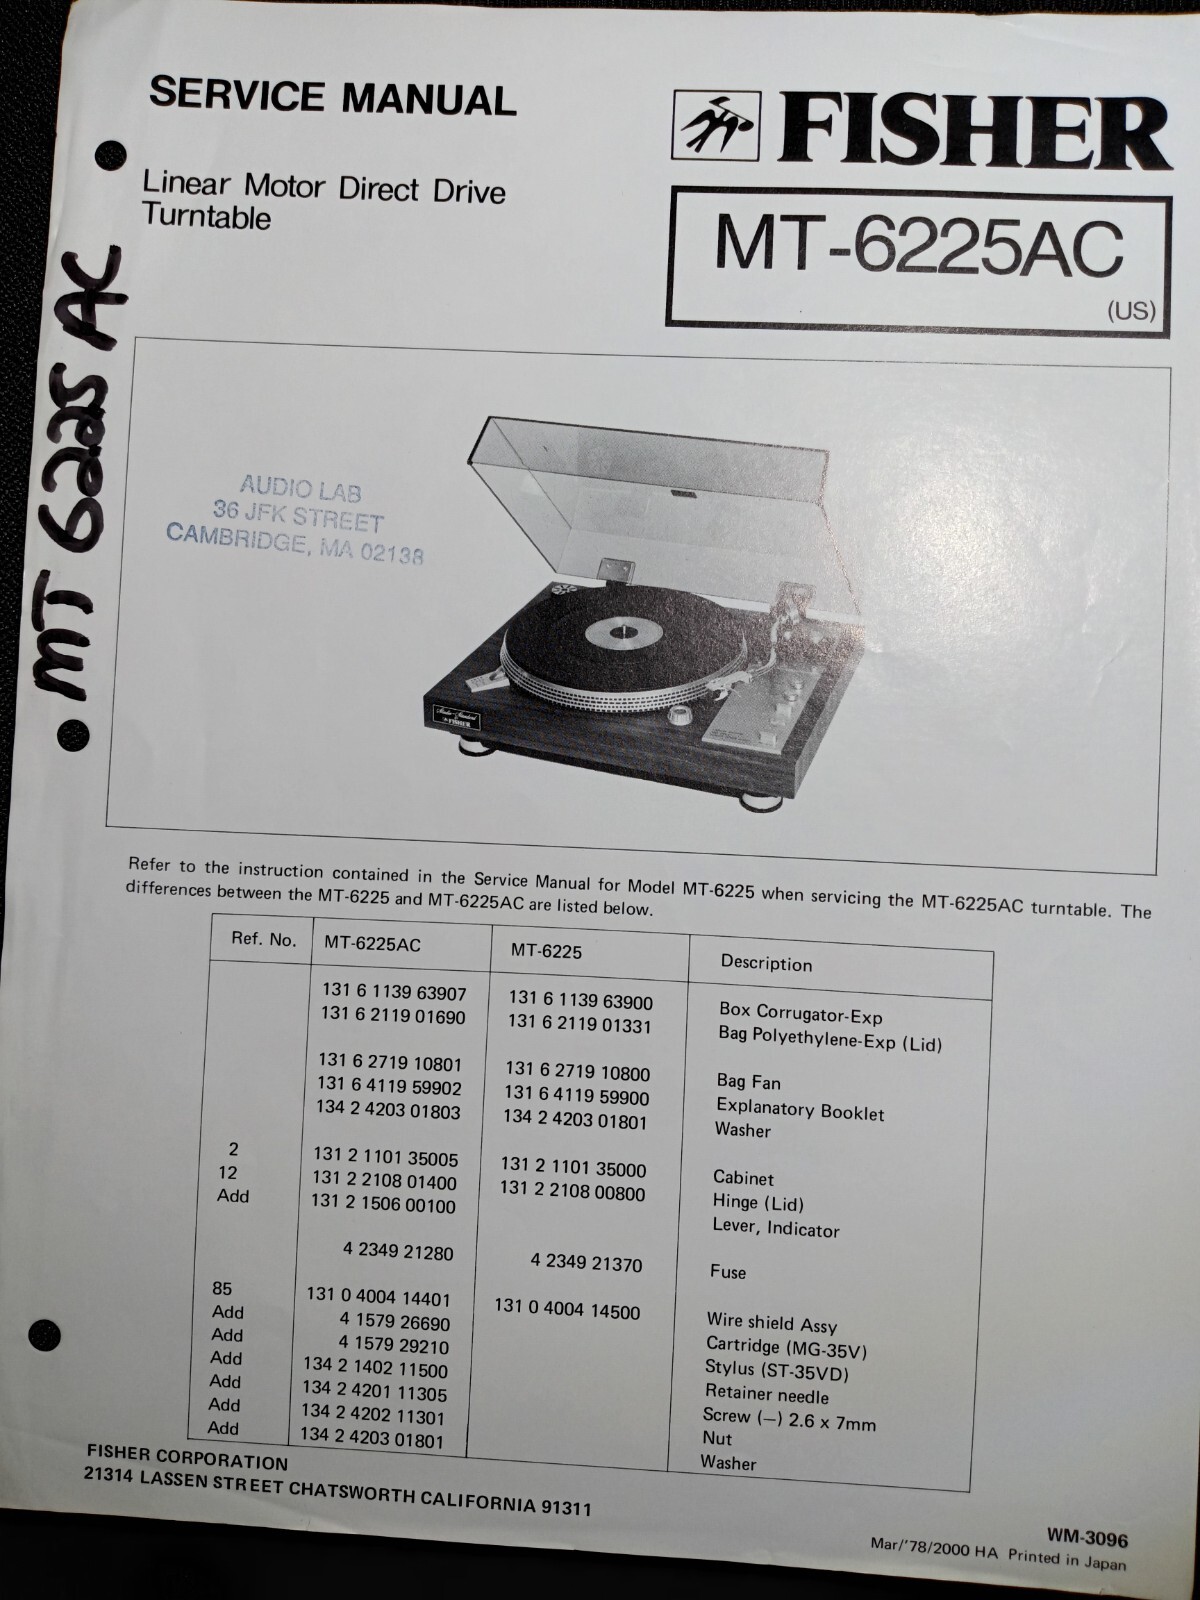 SERVICE MANUAL
FISHER
Linear Motor Direct Drive
Turntable
MT-6225AC
(US)
MT 6225 AC
AUDIO LAB
36 JFK STREET
CAMBRIDGE, MA 02138
FISHER
Refer to the instruction contained in the Service Manual for Model MT-6225 when servicing the MT-6225AC turntable. The
differences between the MT-6225 and MT-6225AC are listed below.
Ref. No. MT-6225AC MT-6225 Description
131 6 1139 63907 131 6 1139 63900 Box Corrugator-Exp
131 6 2119 01690 131 6 2119 01331 Bag Polyethylene-Exp (Lid)
131 6 2719 10801 131 6 2719 10800 Bag Fan
131 6 4119 59902 131 6 4119 59900 Explanatory Booklet
134 2 4203 01803 134 2 4203 01801 Washer
2 131 2 1101 35005 131 2 1101 35000 Cabinet
12 131 2 2108 01400 131 2 2108 00800 Hinge (Lid)
Add 131 2 1506 00100 Lever, Indicator
4 2349 21280 4 2349 21370 Fuse
85 131 0 4004 14401 131 0 4004 14500 Wire shield Assy
Add 4 1579 26690 Cartridge (MG-35V)
Add 4 1579 29210 Stylus (ST-35VD)
Add 134 2 1402 11500 Retainer needle
Add 134 2 4201 11305 Screw (—) 2.6 x 7mm
Add 134 2 4202 11301 Nut
Add 134 2 4203 01801 Washer
FISHER CORPORATION
21314 LASSEN STREET CHATSWORTH CALIFORNIA 91311
WM-3096
Mar/'78/2000 HA Printed in Japan